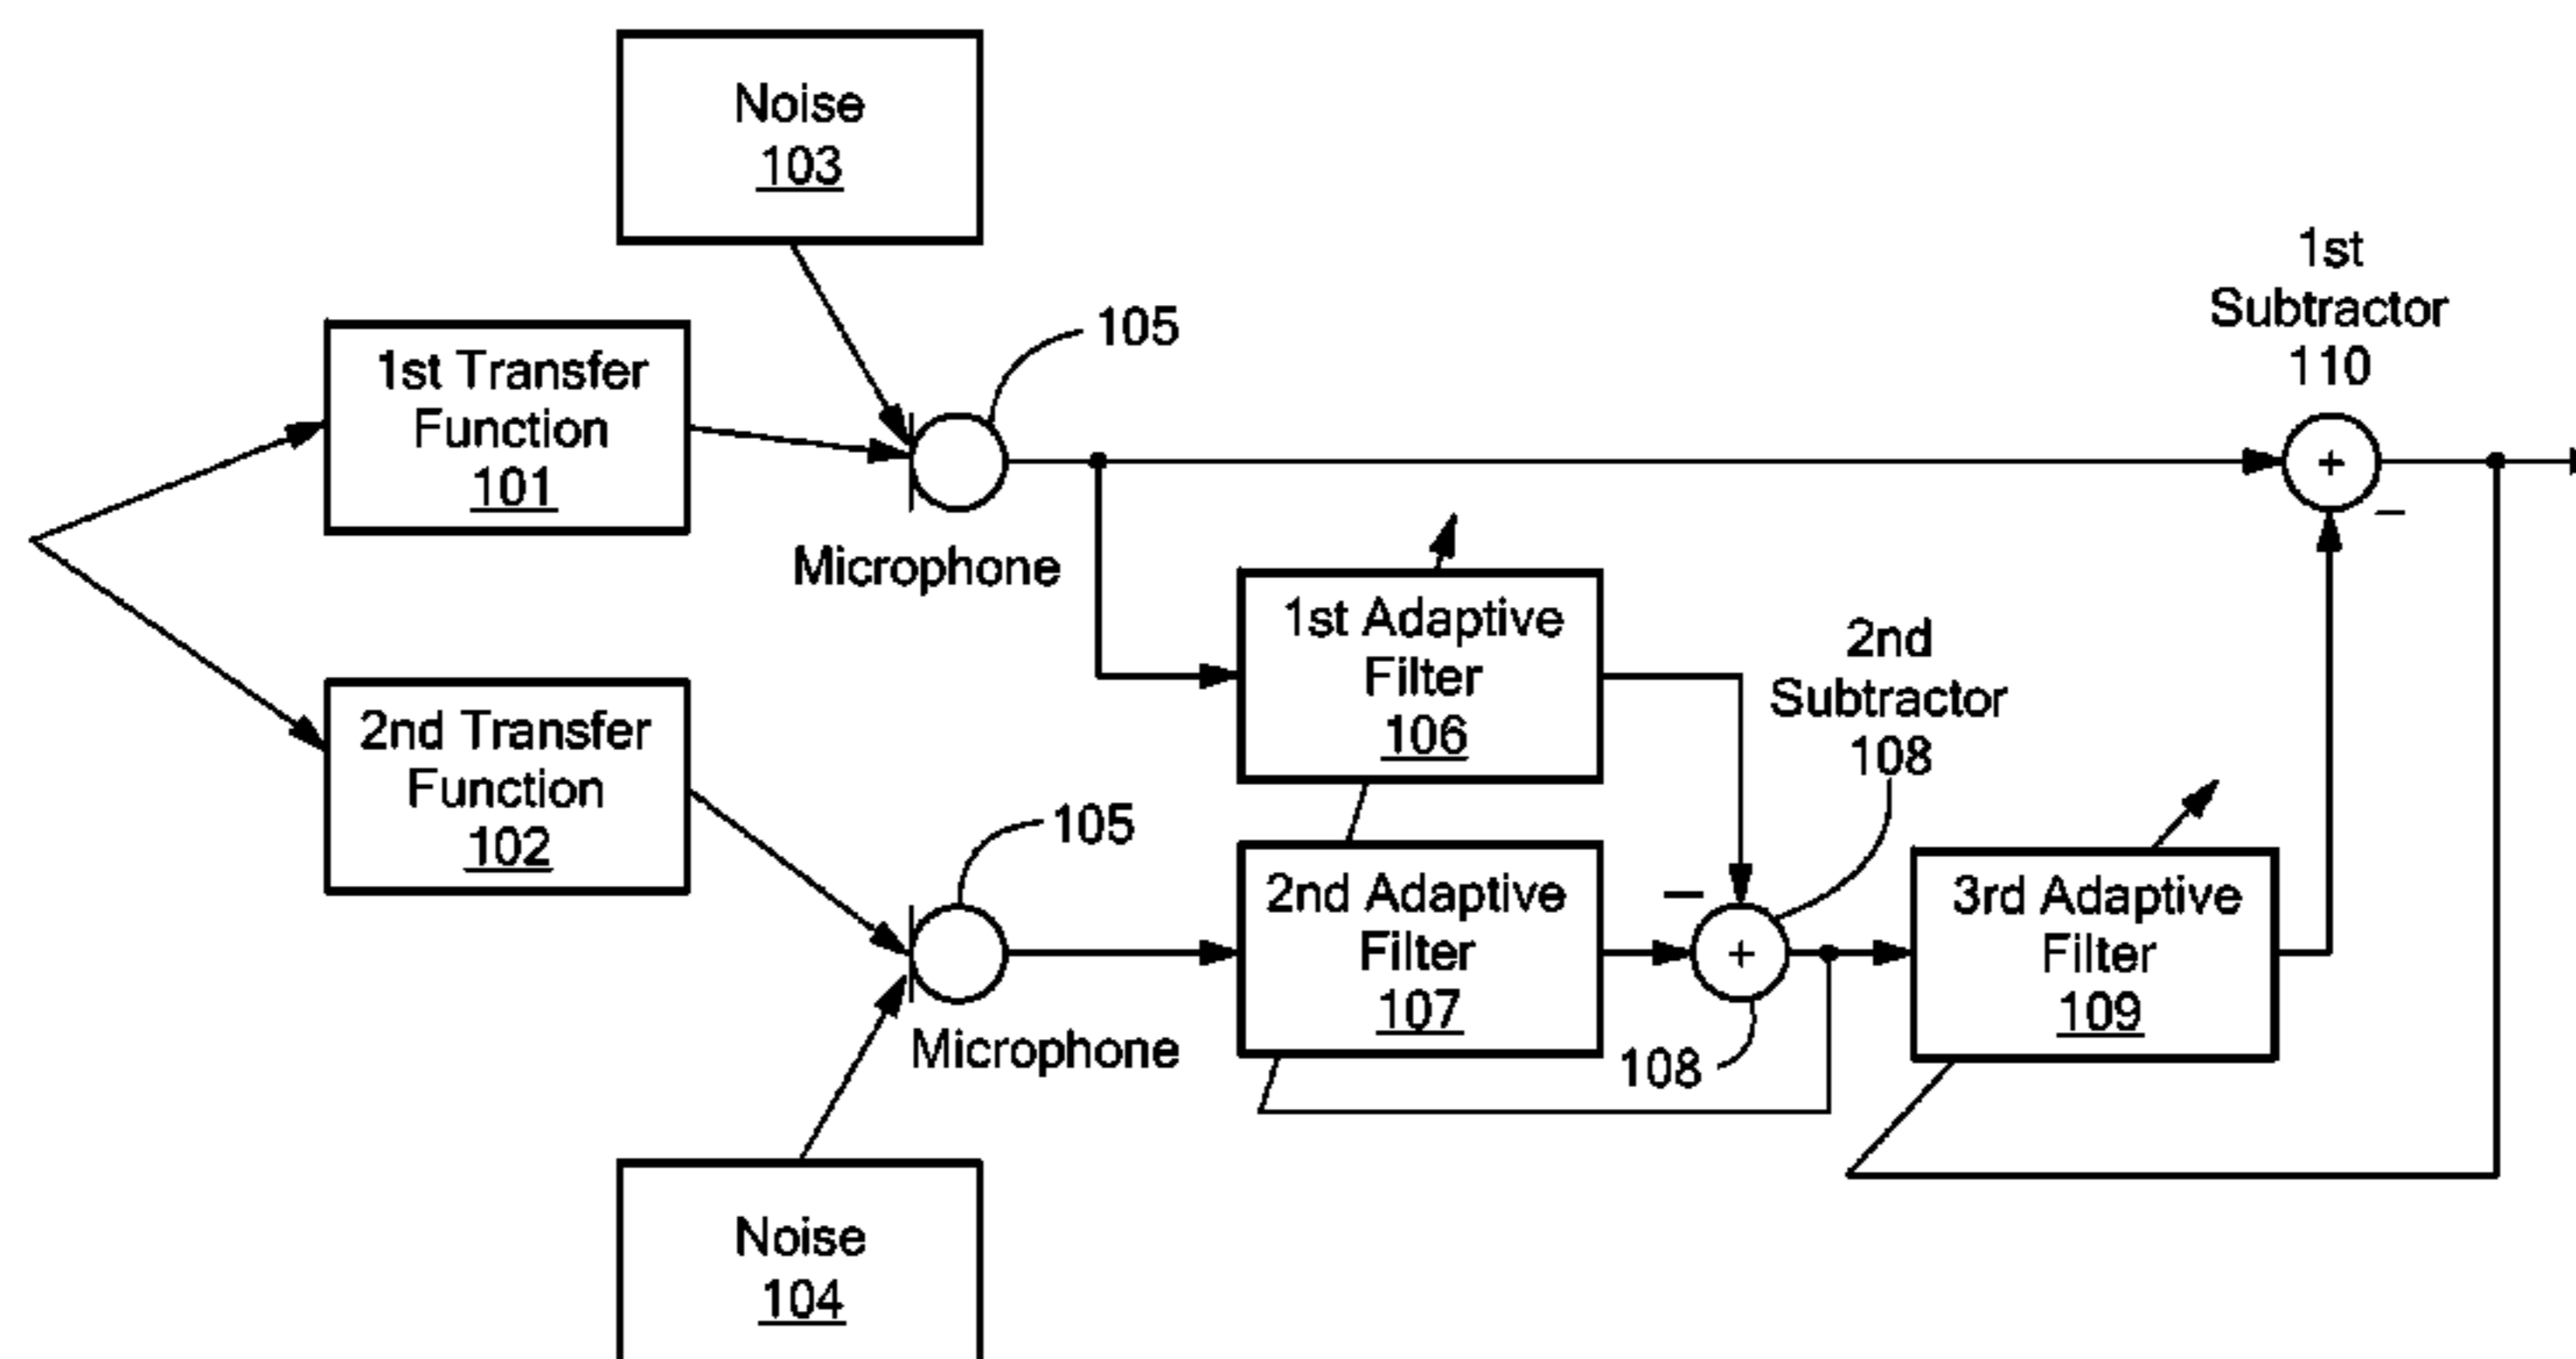 Noise
103
1st Transfer
Function
101
105
Microphone
1st
Subtractor
110
+
−
1st Adaptive
Filter
106
2nd
Subtractor
108
2nd Transfer
Function
102
105
Microphone
2nd Adaptive
Filter
107
−
+
108
3rd Adaptive
Filter
109
Noise
104